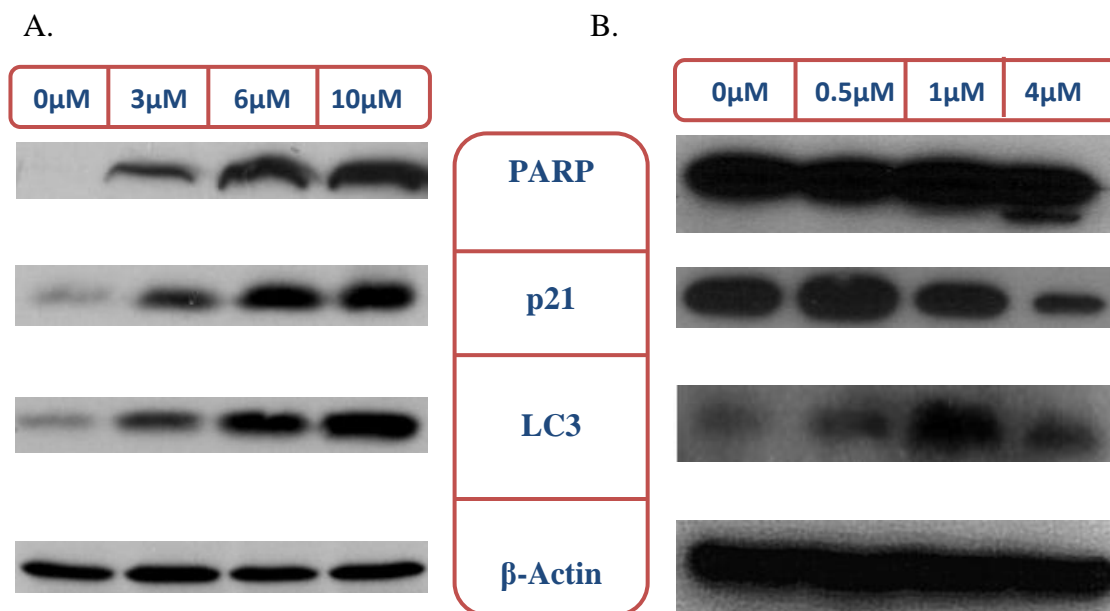 A.
B.
0µM 3µM 6µM 10µM
0µM 0.5µM 1µM 4µM
PARP
p21
LC3
β-Actin